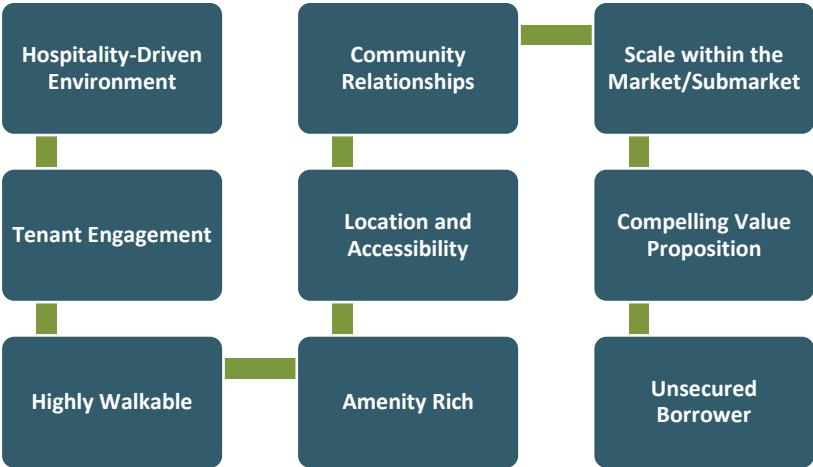 Hospitality-Driven
Environment
Tenant Engagement
Highly Walkable
Amenity Rich
Location and
Accessibility
Community
Relationships
Scale within the
Market/Submarket
Compelling Value
Proposition
Unsecured
Borrower